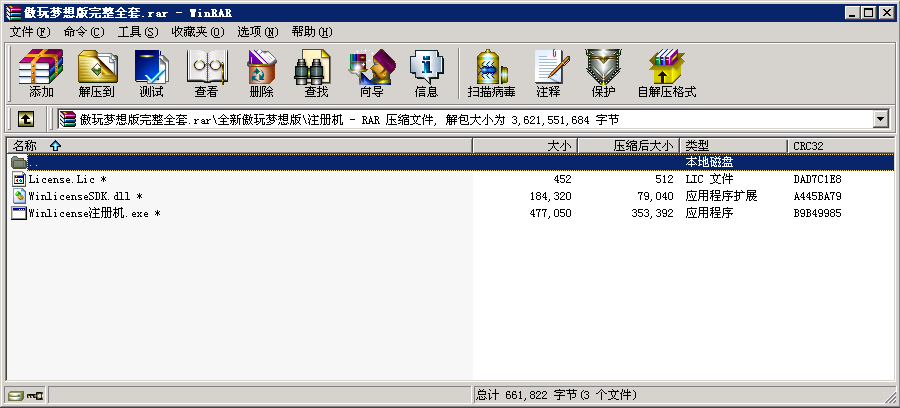 傲玩梦想版完整全套.rar - WinRAR
文件(F) 命令(C) 工具(S) 收藏夹(O) 选项(N) 帮助(H)
添加 解压到 测试 查看 删除 查找 向导 信息 扫描病毒 注释 保护 自解压格式
傲玩梦想版完整全套.rar\全新傲玩梦想版\注册机 - RAR 压缩文件, 解包大小为 3,621,551,684 字节
名称 大小 压缩后大小 类型 CRC32
.. 本地磁盘
License.Lic * 452 512 LIC 文件 DAD7C1E8
WinlicenseSDK.dll * 184,320 79,040 应用程序扩展 A445BA79
Winlicense注册机.exe * 477,050 353,392 应用程序 B9B49985
总计 661,822 字节(3 个文件)